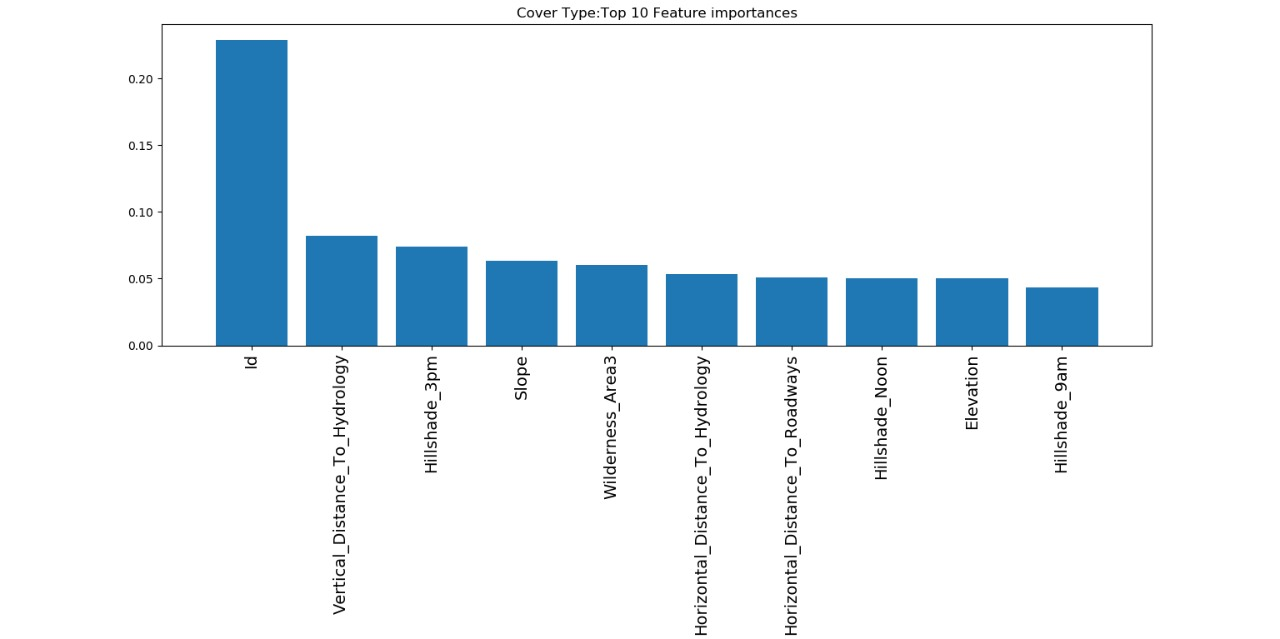 Cover Type:Top 10 Feature importances
0.20
0.15
0.10
0.05
0.00
Id
Vertical_Distance_To_Hydrology
Hillshade_3pm
Slope
Wilderness_Area3
Horizontal_Distance_To_Hydrology
Horizontal_Distance_To_Roadways
Hillshade_Noon
Elevation
Hillshade_9am